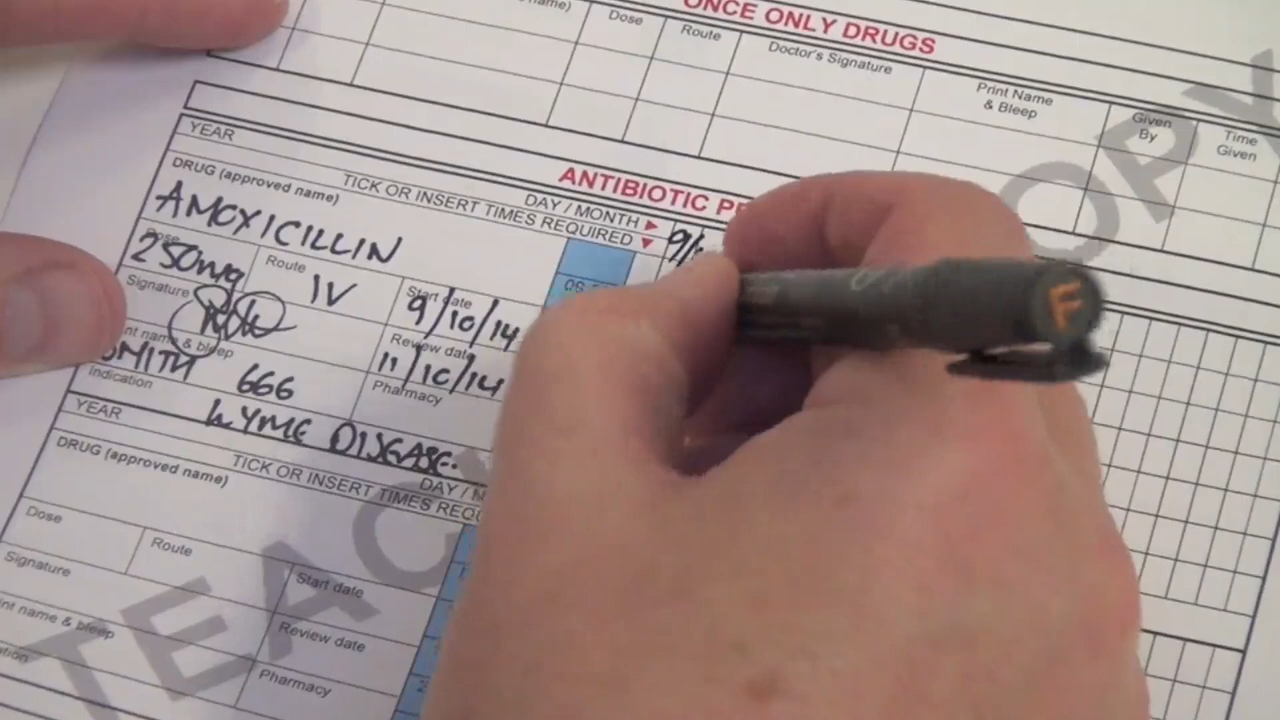 ONCE ONLY DRUGS
Dose Route Doctor's Signature Print Name & Bleep Given By Time Given
YEAR
ANTIBIOTIC
DAY / MONTH
DRUG (approved name) TICK OR INSERT TIMES REQUIRED
AMOXICILLIN
Dose Route Start date
250mg IV 9/10/14
Signature Review date
11/10/14
name & bleep Pharmacy
SMITH 666
Indication
LYME DISEASE.
YEAR DAY /
DRUG (approved name) TICK OR INSERT TIMES
Dose Route Start date
Signature Review date
name & bleep Pharmacy